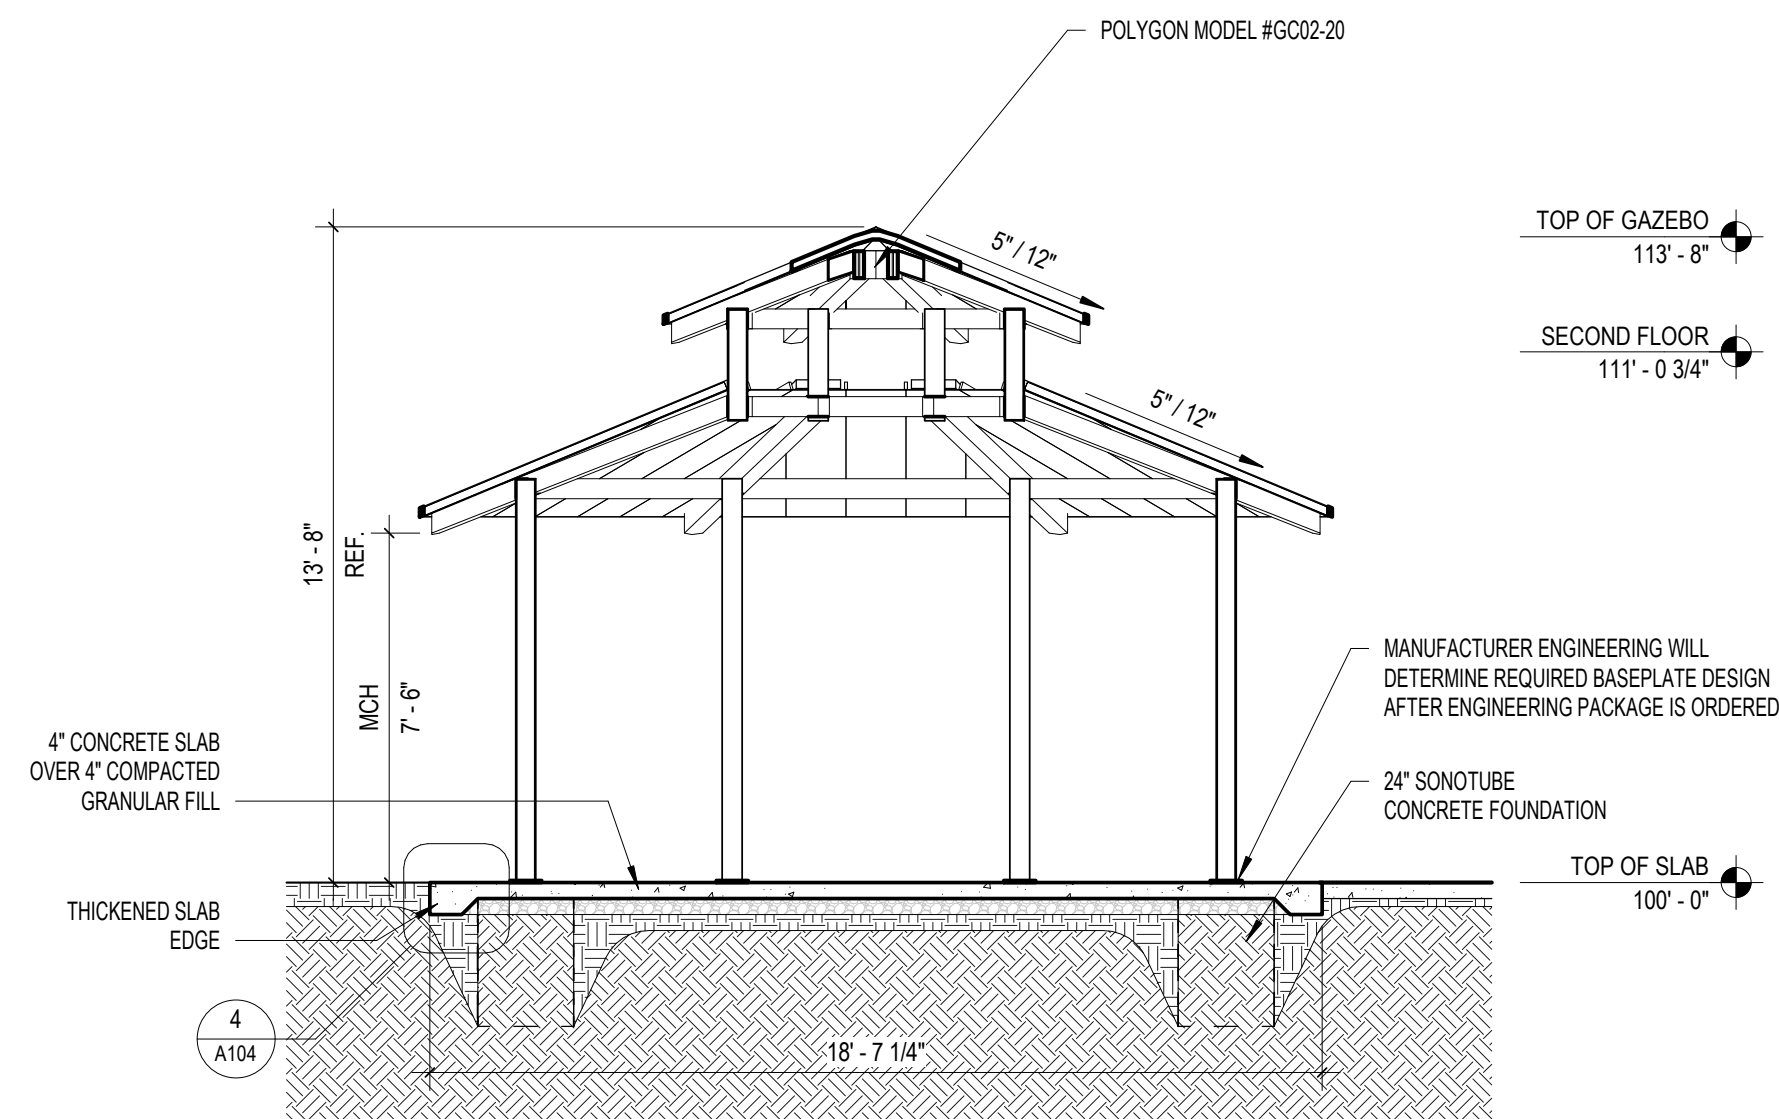 POLYGON MODEL #GC02-20
5" / 12"
TOP OF GAZEBO
113' - 8"
SECOND FLOOR
111' - 0 3/4"
5" / 12"
13' - 8"
REF.
MCH
7' - 6"
MANUFACTURER ENGINEERING WILL
DETERMINE REQUIRED BASEPLATE DESIGN
AFTER ENGINEERING PACKAGE IS ORDERED
4" CONCRETE SLAB
OVER 4" COMPACTED
GRANULAR FILL
24" SONOTUBE
CONCRETE FOUNDATION
TOP OF SLAB
100' - 0"
THICKENED SLAB
EDGE
4
A104
18' - 7 1/4"